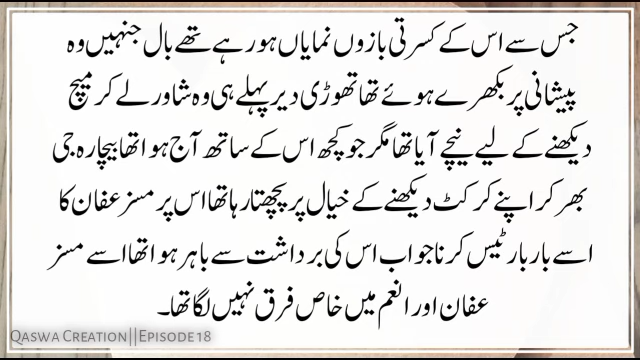 جس سے اس کے کسرتی بازوں نمایاں ہو رہے تھے بال جنہیں وہ
پیشانی پر بکھرے ہوئے تھا تھوڑی دیر پہلے ہی وہ شاور لے کر میچ
دیکھنے کے لیے نیچے آیا تھا مگر جو کچھ اس کے ساتھ آج ہوا تھا بیچارہ جی
بھر کر اپنے کرکٹ دیکھنے کے خیال پر پچھتا رہا تھا اس پر مسز عفان کا
اسے بار بار ٹیس کرنا جو اب اس کی برداشت سے باہر ہوا تھا اسے مسز
عفان اور انعم میں خاص فرق نہیں لگا تھا۔
Qaswa Creation||Episode18